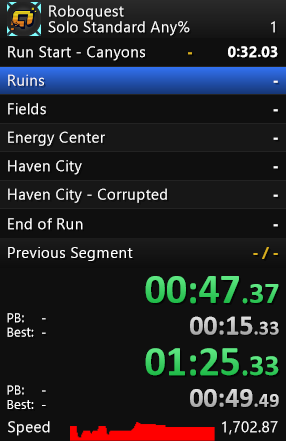 Roboquest
Solo Standard Any% 1
Run Start - Canyons - 0:32.03
Ruins -
Fields -
Energy Center -
Haven City -
Haven City - Corrupted -
End of Run -
Previous Segment - / -
00:47.37
PB: -
Best: - 00:15.33
01:25.33
PB: -
Best: - 00:49.49
Speed 1,702.87